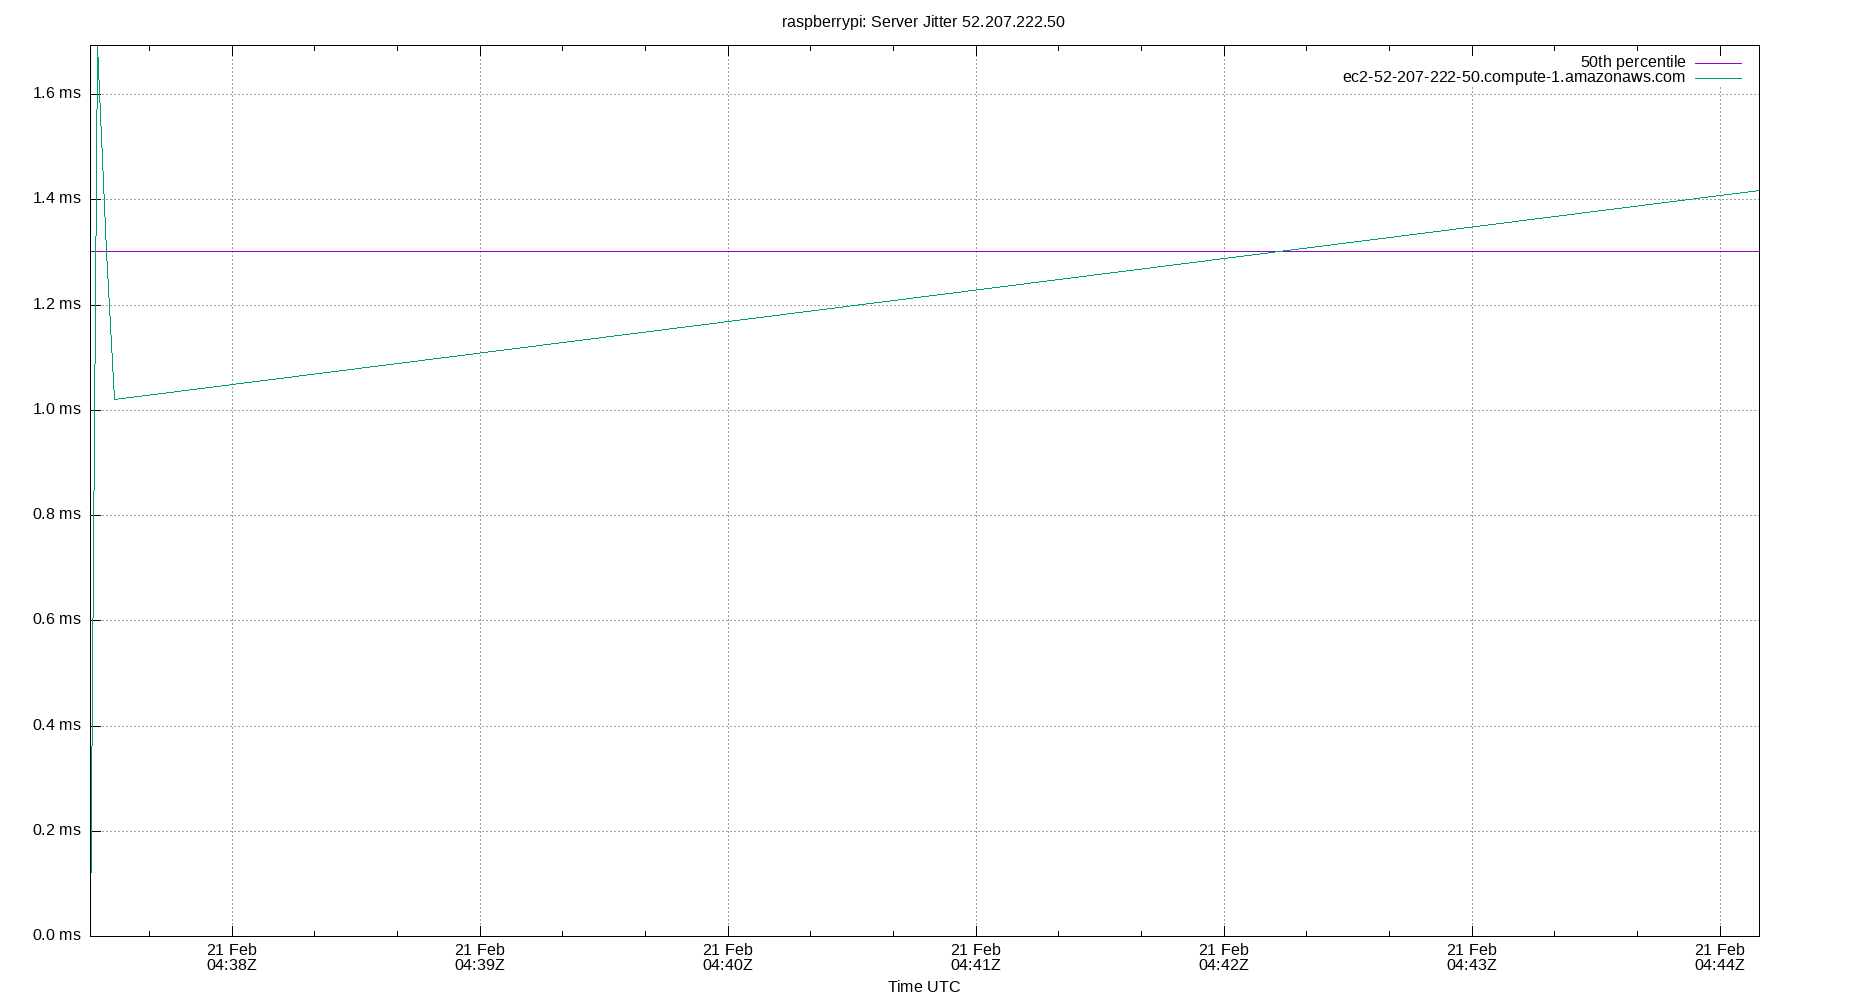 raspberrypi: Server Jitter 52.207.222.50
50th percentile
ec2-52-207-222-50.compute-1.amazonaws.com
1.6 ms
1.4 ms
1.2 ms
1.0 ms
0.8 ms
0.6 ms
0.4 ms
0.2 ms
0.0 ms
21 Feb 21 Feb 21 Feb 21 Feb 21 Feb 21 Feb 21 Feb
04:38Z 04:39Z 04:40Z 04:41Z 04:42Z 04:43Z 04:44Z
Time UTC